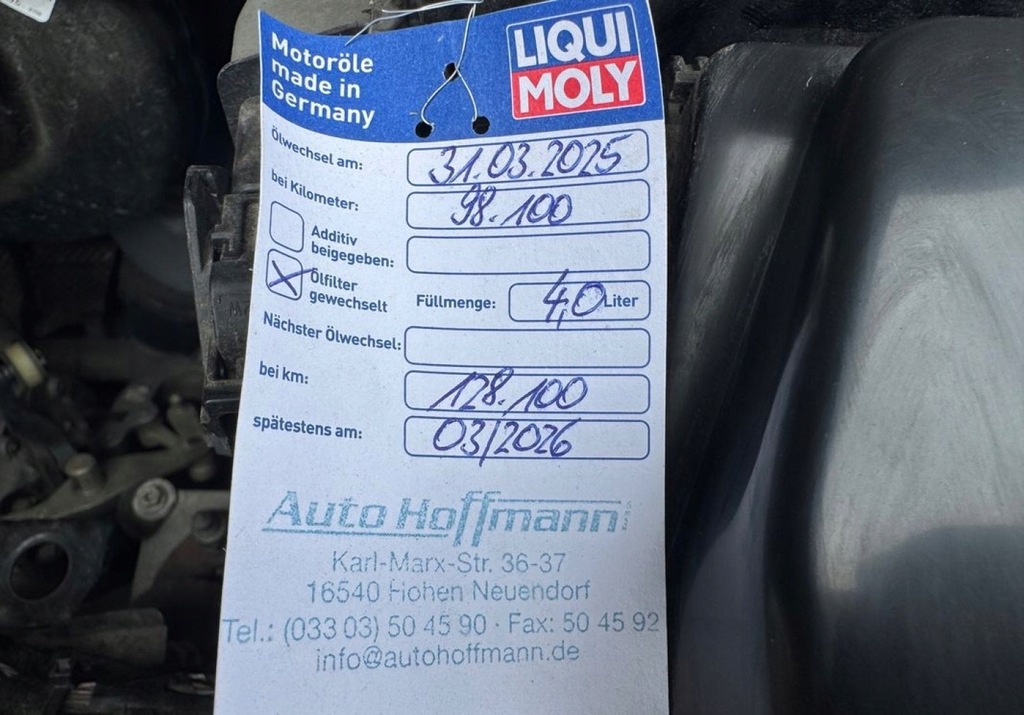 Motoröle
made in
Germany
LIQUI
MOLY
Ölwechsel am: 31.03.2025
bei Kilometer: 98.100
Additiv
beigegeben:
Ölfilter
gewechselt
Füllmenge: 4,0 Liter
Nächster Ölwechsel:
bei km: 128.100
spätestens am: 03/2026
Auto Hoffmann
Karl-Marx-Str. 36-37
16540 Hohen Neuendorf
Tel.: (033 03) 50 45 90 · Fax: 50 45 92
info@autohoffmann.de